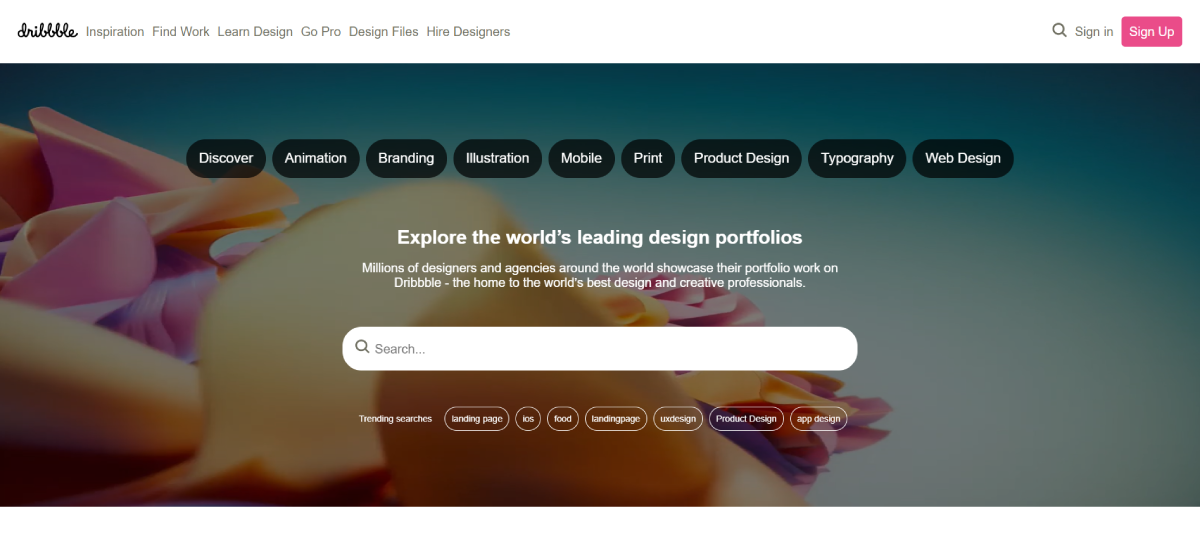 dribbble Inspiration Find Work Learn Design Go Pro Design Files Hire Designers Sign in Sign Up
Discover Animation Branding Illustration Mobile Print Product Design Typography Web Design
Explore the world’s leading design portfolios
Millions of designers and agencies around the world showcase their portfolio work on
Dribbble - the home to the world’s best design and creative professionals.
Search...
Trending searches landing page ios food landingpage uxdesign Product Design app design